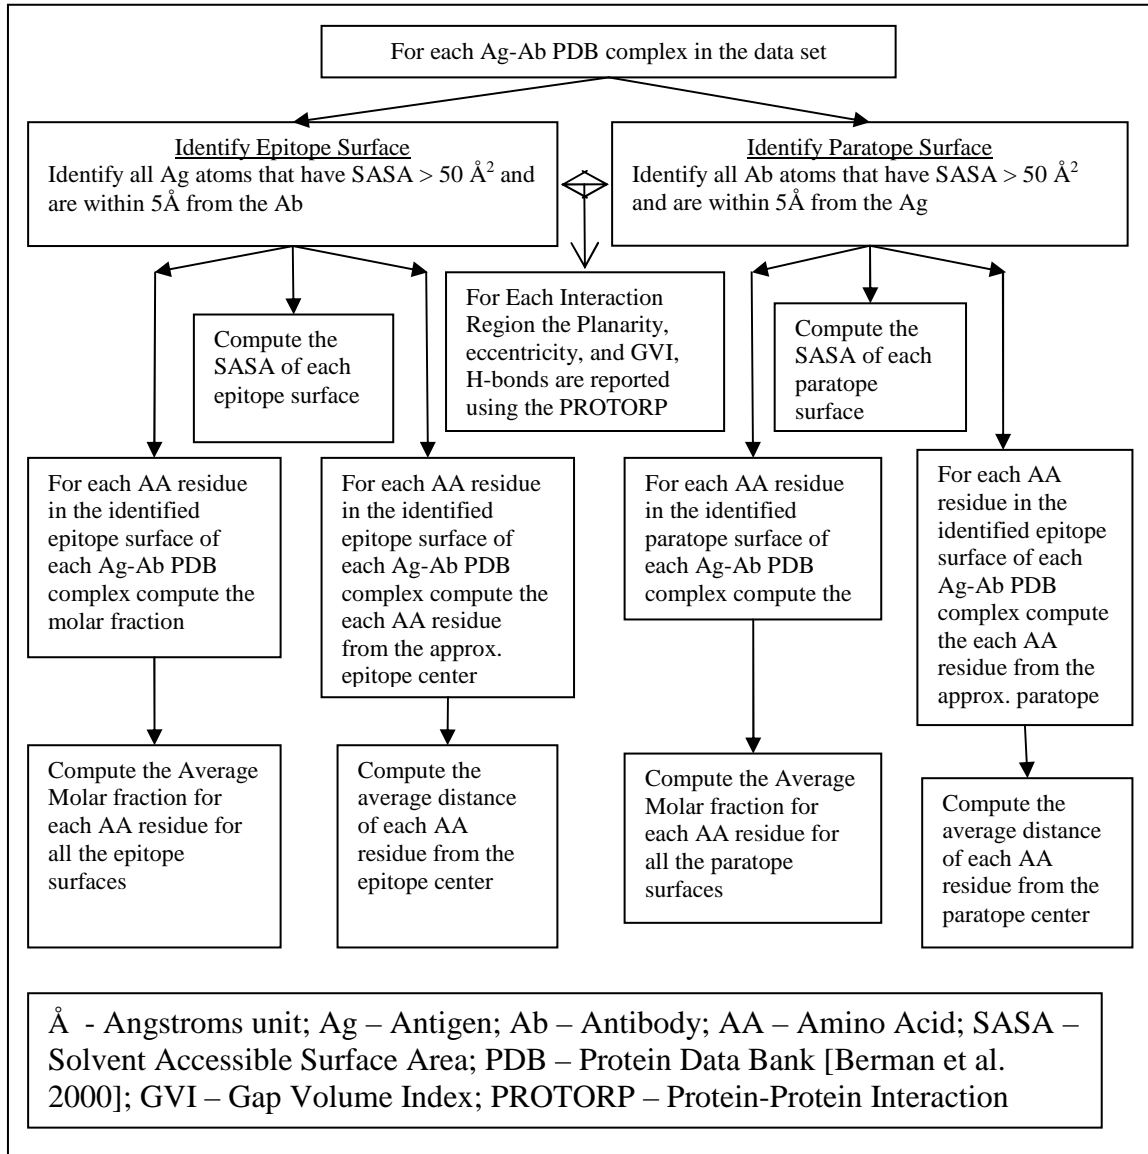 For each Ag-Ab PDB complex in the data set
Identify Epitope Surface
Identify all Ag atoms that have SASA > 50 Å² and
are within 5Å from the Ab
Identify Paratope Surface
Identify all Ab atoms that have SASA > 50 Å²
and are within 5Å from the Ag
Compute the
SASA of each
epitope surface
For Each Interaction
Region the Planarity,
eccentricity, and GVI,
H-bonds are reported
using the PROTORP
Compute the
SASA of each
paratope
surface
For each AA residue
in the identified
epitope surface of
each Ag-Ab PDB
complex compute the
molar fraction
For each AA residue
in the identified
epitope surface of
each Ag-Ab PDB
complex compute the
each AA residue
from the approx.
epitope center
For each AA residue
in the identified
paratope surface of
each Ag-Ab PDB
complex compute the
For each AA
residue in the
identified epitope
surface of each
Ag-Ab PDB
complex compute
the each AA
residue from the
approx. paratope
Compute the Average
Molar fraction for
each AA residue for
all the epitope
surfaces
Compute the
average distance
of each AA
residue from the
epitope center
Compute the Average
Molar fraction for
each AA residue for
all the paratope
surfaces
Compute the
average distance
of each AA
residue from the
paratope center
Å - Angstroms unit; Ag – Antigen; Ab – Antibody; AA – Amino Acid; SASA –
Solvent Accessible Surface Area; PDB – Protein Data Bank [Berman et al.
2000]; GVI – Gap Volume Index; PROTORP – Protein-Protein Interaction